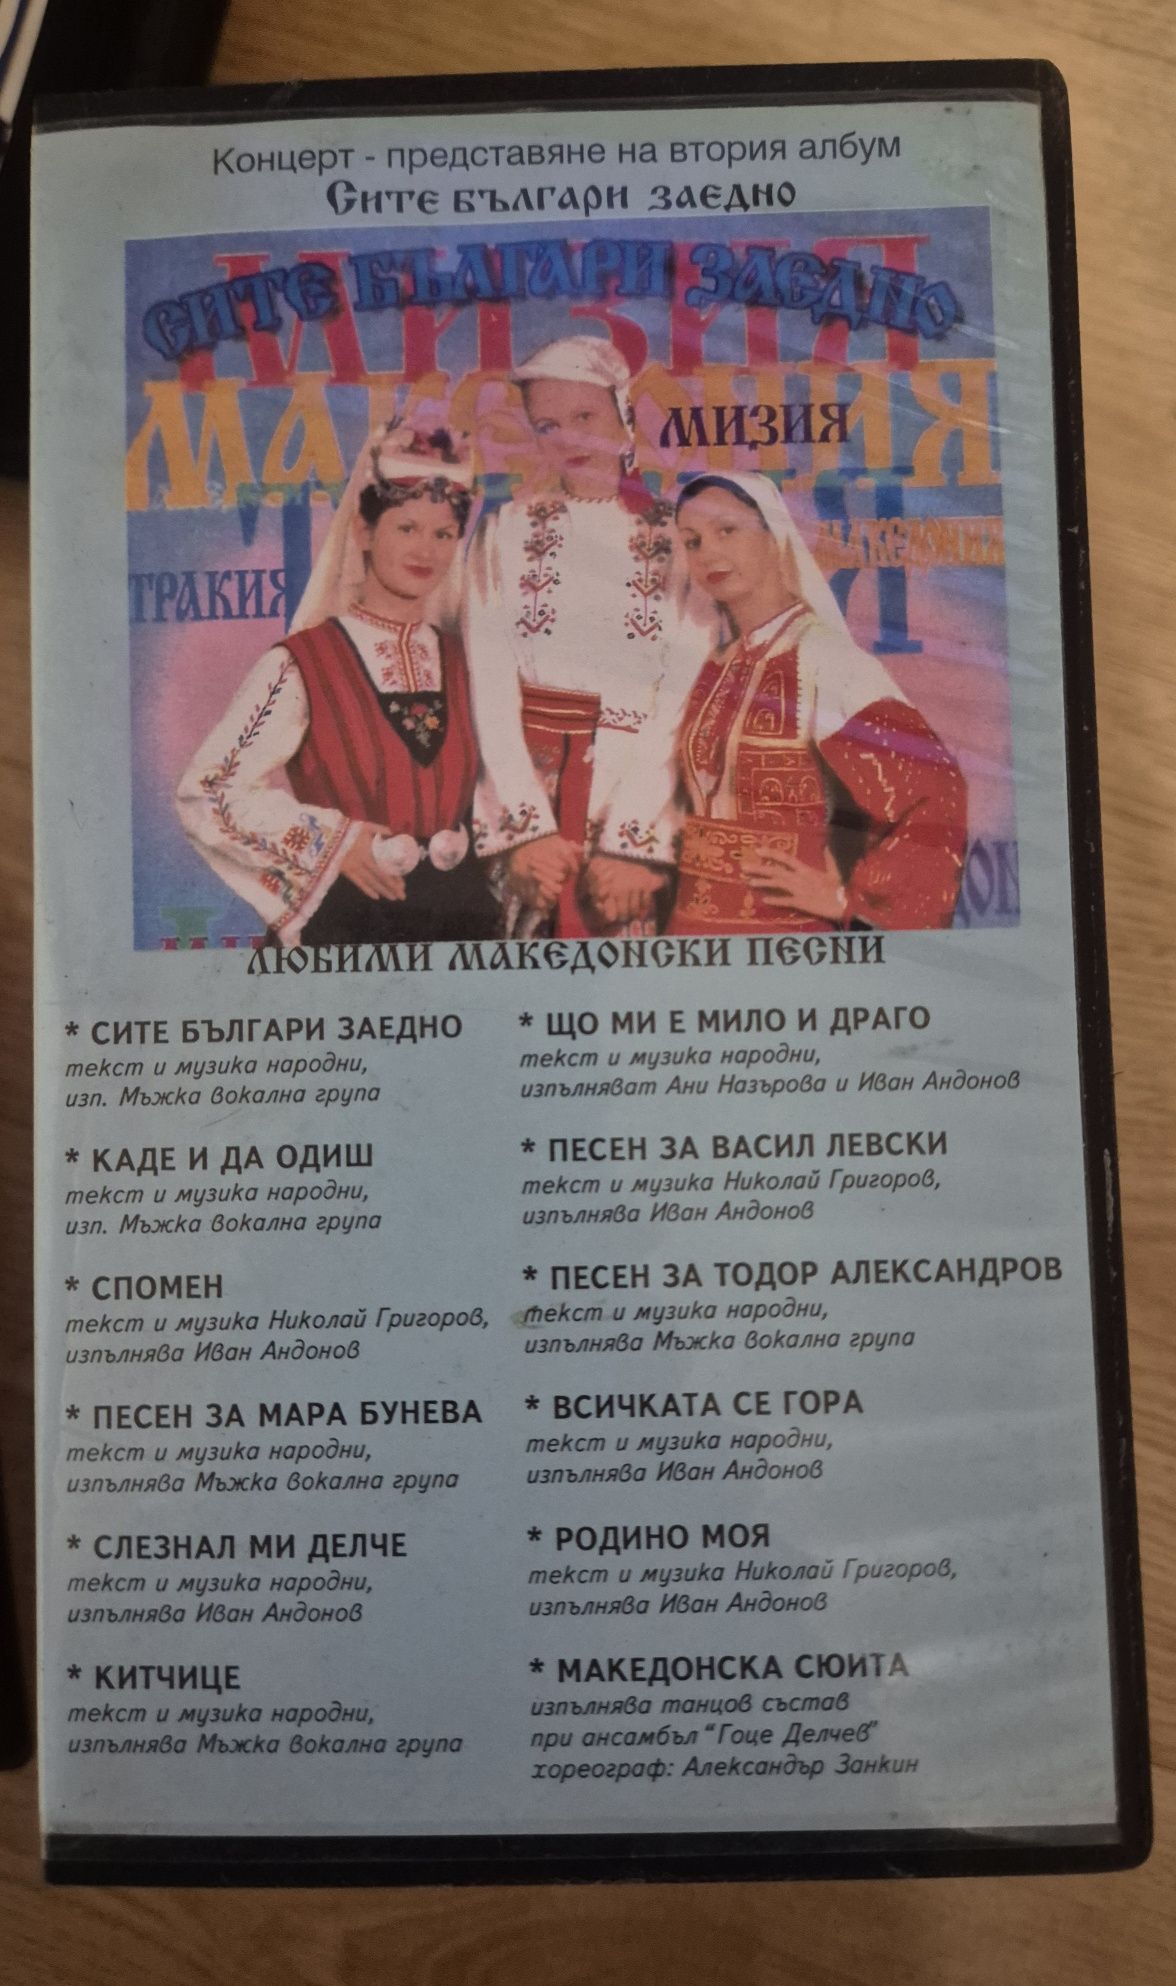 Концерт - представяне на втория албум
Сите българи заедно
СИТЕ БЪЛГАРИ ЗАЕДНО
МИЗИЯ
МАКЕДОНИЯ
МИЗИЯ
МАКЕДОНИЯ
ТРАКИЯ
ЛЮБИМИ МАКЕДОНСКИ ПЕСНИ
* СИТЕ БЪЛГАРИ ЗАЕДНО
текст и музика народни,
изп. Мъжка вокална група
* КАДЕ И ДА ОДИШ
текст и музика народни,
изп. Мъжка вокална група
* СПОМЕН
текст и музика Николай Григоров,
изпълнява Иван Андонов
* ПЕСЕН ЗА МАРА БУНЕВА
текст и музика народни,
изпълнява Мъжка вокална група
* СЛЕЗНАЛ МИ ДЕЛЧЕ
текст и музика народни,
изпълнява Иван Андонов
* КИТЧИЦЕ
текст и музика народни,
изпълнява Мъжка вокална група
* ЩО МИ Е МИЛО И ДРАГО
текст и музика народни,
изпълняват Ани Назърова и Иван Андонов
* ПЕСЕН ЗА ВАСИЛ ЛЕВСКИ
текст и музика Николай Григоров,
изпълнява Иван Андонов
* ПЕСЕН ЗА ТОДОР АЛЕКСАНДРОВ
текст и музика народни,
изпълнява Мъжка вокална група
* ВСИЧКАТА СЕ ГОРА
текст и музика народни,
изпълнява Иван Андонов
* РОДИНО МОЯ
текст и музика Николай Григоров,
изпълнява Иван Андонов
* МАКЕДОНСКА СЮИТА
изпълнява танцов състав
при ансамбъл "Гоце Делчев"
хореограф: Александър Занкин